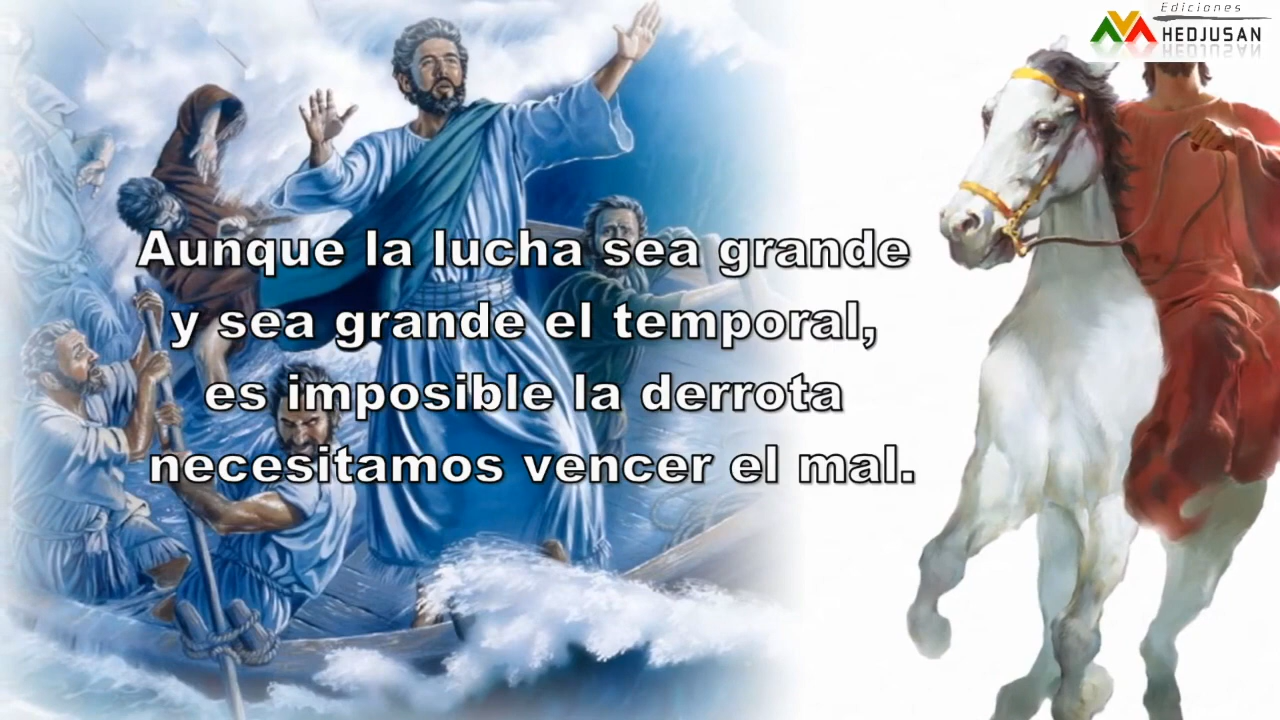 Ediciones
HEDJUSAN
Aunque la lucha sea grande
y sea grande el temporal,
es imposible la derrota
necesitamos vencer el mal.